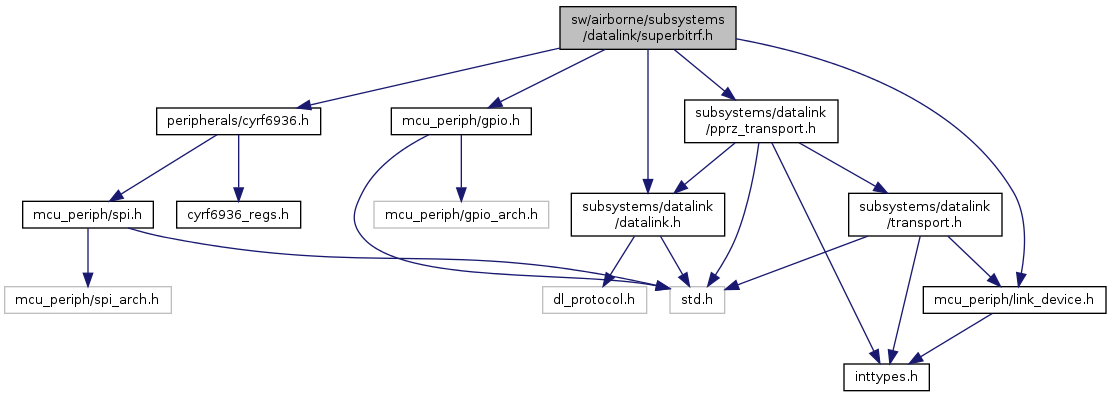 sw/airborne/subsystems
/datalink/superbitrf.h
peripherals/cyrf6936.h
mcu_periph/gpio.h
subsystems/datalink
/pprz_transport.h
mcu_periph/spi.h
cyrf6936_regs.h
mcu_periph/gpio_arch.h
subsystems/datalink
/datalink.h
subsystems/datalink
/transport.h
mcu_periph/spi_arch.h
dl_protocol.h
std.h
mcu_periph/link_device.h
inttypes.h